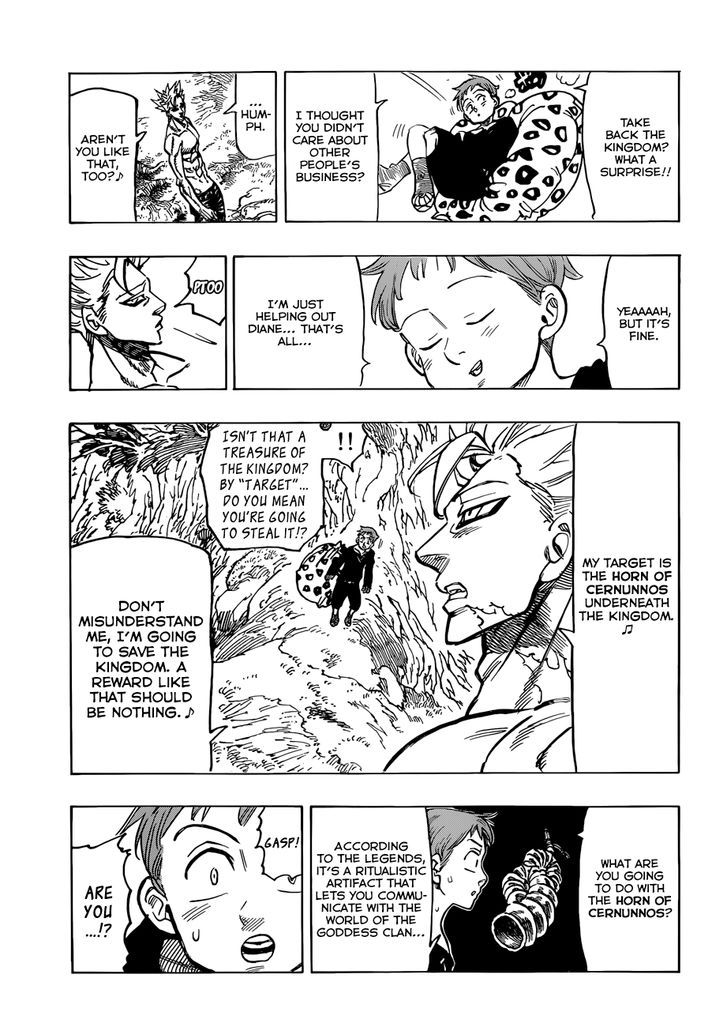 TAKE
BACK THE
KINGDOM?
WHAT A
SURPRISE!!
I THOUGHT
YOU DIDN'T
CARE ABOUT
OTHER
PEOPLE'S
BUSINESS?
...
HUM-
PH.
AREN'T
YOU LIKE
THAT,
TOO?♪
YEAAAAH,
BUT IT'S
FINE.
I'M JUST
HELPING OUT
DIANE... THAT'S
ALL...
PTOO
MY TARGET IS
THE HORN OF
CERNUNNOS
UNDERNEATH
THE KINGDOM.
♫
!!
ISN'T THAT A
TREASURE OF
THE KINGDOM?
BY "TARGET"...
DO YOU MEAN
YOU'RE GOING
TO STEAL IT!?
DON'T
MISUNDERSTAND
ME, I'M GOING
TO SAVE THE
KINGDOM. A
REWARD LIKE
THAT SHOULD
BE NOTHING.♪
WHAT ARE
YOU GOING
TO DO WITH
THE HORN OF
CERNUNNOS?
ACCORDING
TO THE LEGENDS,
IT'S A RITUALISTIC
ARTIFACT THAT
LETS YOU COMMU-
NICATE WITH THE
WORLD OF THE
GODDESS CLAN...
GASP!
ARE
YOU
...!?